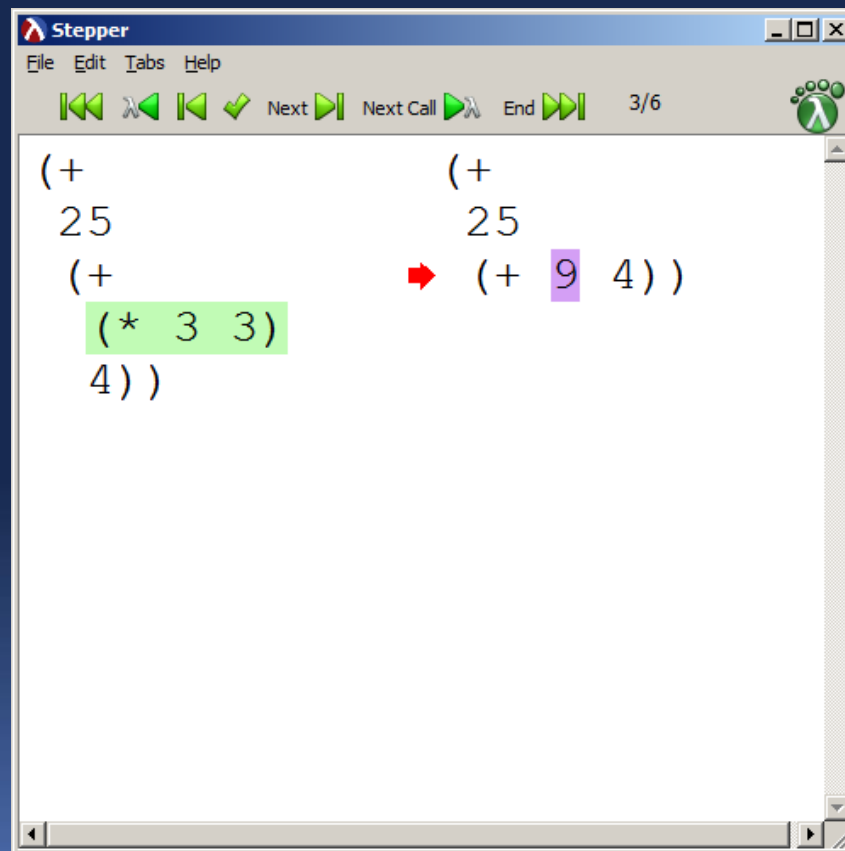 Stepper
File Edit Tabs Help
Next Next Call End 3/6
(+
25
(+
(* 3 3)
4))
(+
25
(+ 9 4))